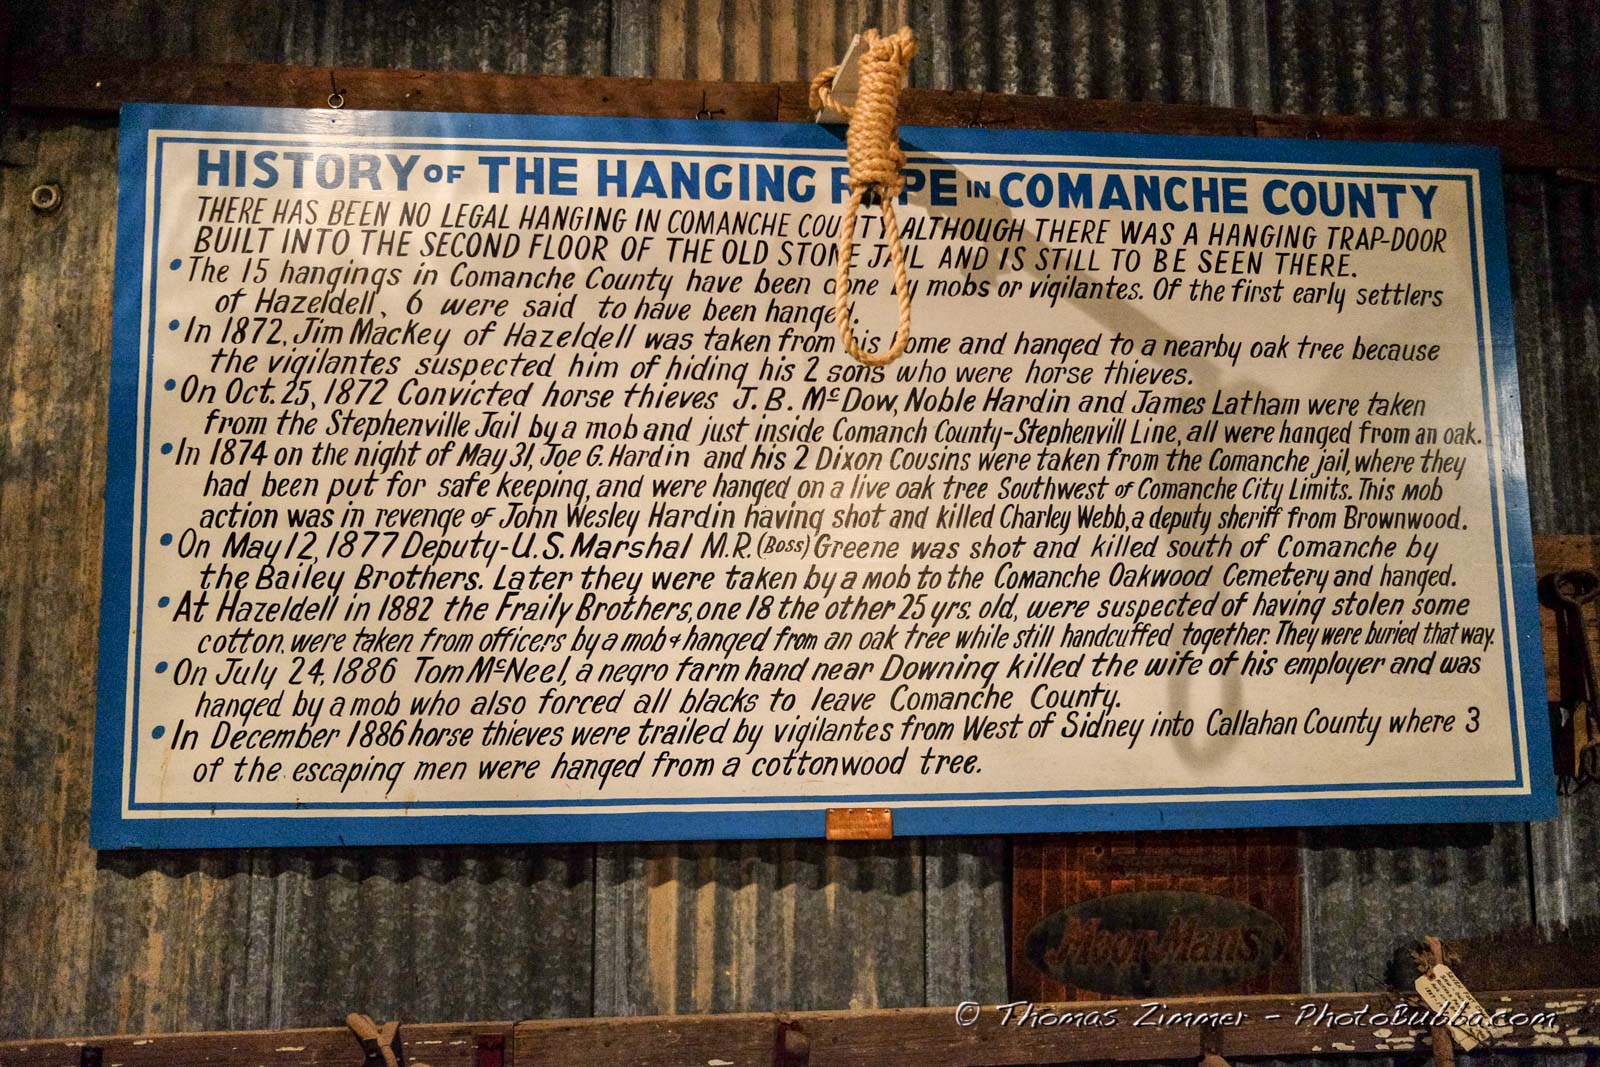 HISTORY OF THE HANGING ROPE IN COMANCHE COUNTY
THERE HAS BEEN NO LEGAL HANGING IN COMANCHE COUNTY ALTHOUGH THERE WAS A HANGING TRAP-DOOR
BUILT INTO THE SECOND FLOOR OF THE OLD STONE JAIL AND IS STILL TO BE SEEN THERE.
• The 15 hangings in Comanche County have been done by mobs or vigilantes. Of the first early settlers
of Hazeldell, 6 were said to have been hanged.
• In 1872, Jim Mackey of Hazeldell was taken from his home and hanged to a nearby oak tree because
the vigilantes suspected him of hiding his 2 sons who were horse thieves.
• On Oct. 25, 1872 Convicted horse thieves J.B. McDow, Noble Hardin and James Latham were taken
from the Stephenville Jail by a mob and just inside Comanch County-Stephenvill Line, all were hanged from an oak.
• In 1874 on the night of May 31, Joe G. Hardin and his 2 Dixon Cousins were taken from the Comanche jail, where they
had been put for safe keeping, and were hanged on a live oak tree Southwest of Comanche City Limits. This mob
action was in revenge of John Wesley Hardin having shot and killed Charley Webb, a deputy sheriff from Brownwood.
• On May 12, 1877 Deputy-U.S. Marshal M.R. (Boss) Greene was shot and killed south of Comanche by
the Bailey Brothers. Later they were taken by a mob to the Comanche Oakwood Cemetery and hanged.
• At Hazeldell in 1882 the Fraily Brothers, one 18 the other 25 yrs. old, were suspected of having stolen some
cotton, were taken from officers by a mob & hanged from an oak tree while still handcuffed together. They were buried that way.
• On July 24, 1886 Tom McNeel, a negro farm hand near Downing killed the wife of his employer and was
hanged by a mob who also forced all blacks to leave Comanche County.
• In December 1886 horse thieves were trailed by vigilantes from West of Sidney into Callahan County where 3
of the escaping men were hanged from a cottonwood tree.
MoorMans
© Thomas Zimmer - PhotoBubba.com